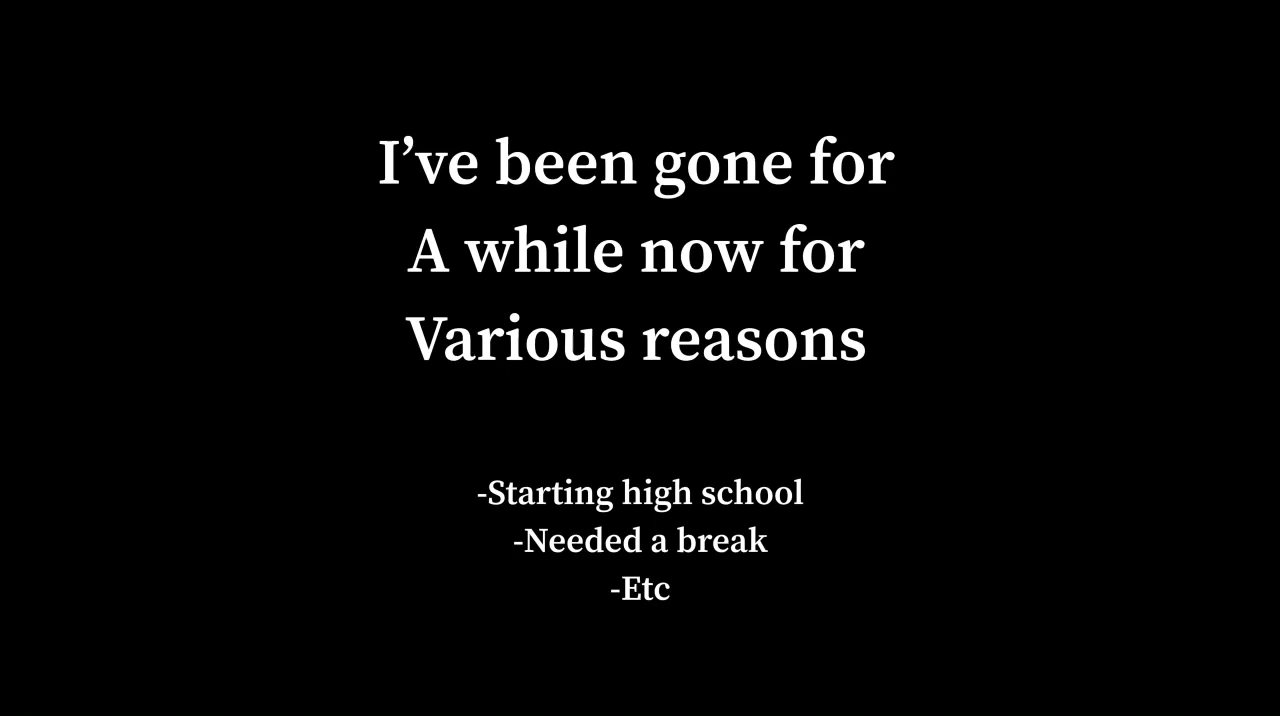 I’ve been gone for
A while now for
Various reasons
-Starting high school
-Needed a break
-Etc